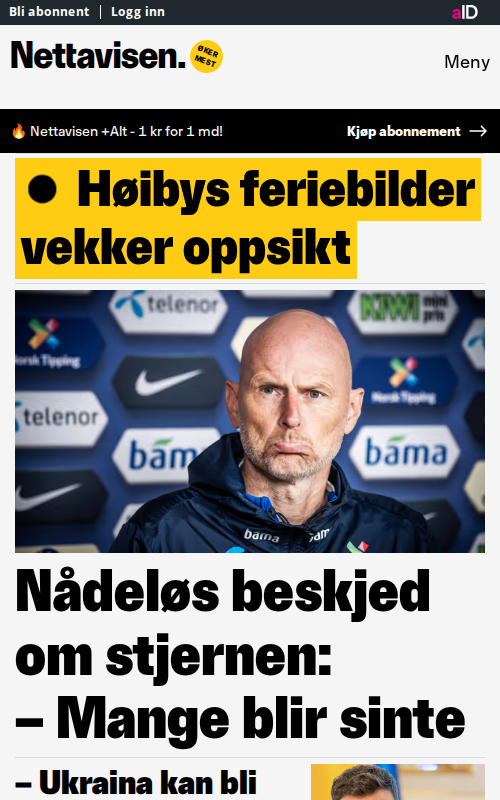 Bli abonnent | Logg inn
aID
Nettavisen.
ØKER
MEST
Meny
🔥 Nettavisen +Alt - 1 kr for 1 md!
Kjøp abonnement →
● Høibys feriebilder
vekker oppsikt
telenor
KIWI mini
pris
Norsk Tipping
Norsk Tipping
telenor
bama
bama
bama
Nådeløs beskjed
om stjernen:
– Mange blir sinte
– Ukraina kan bli